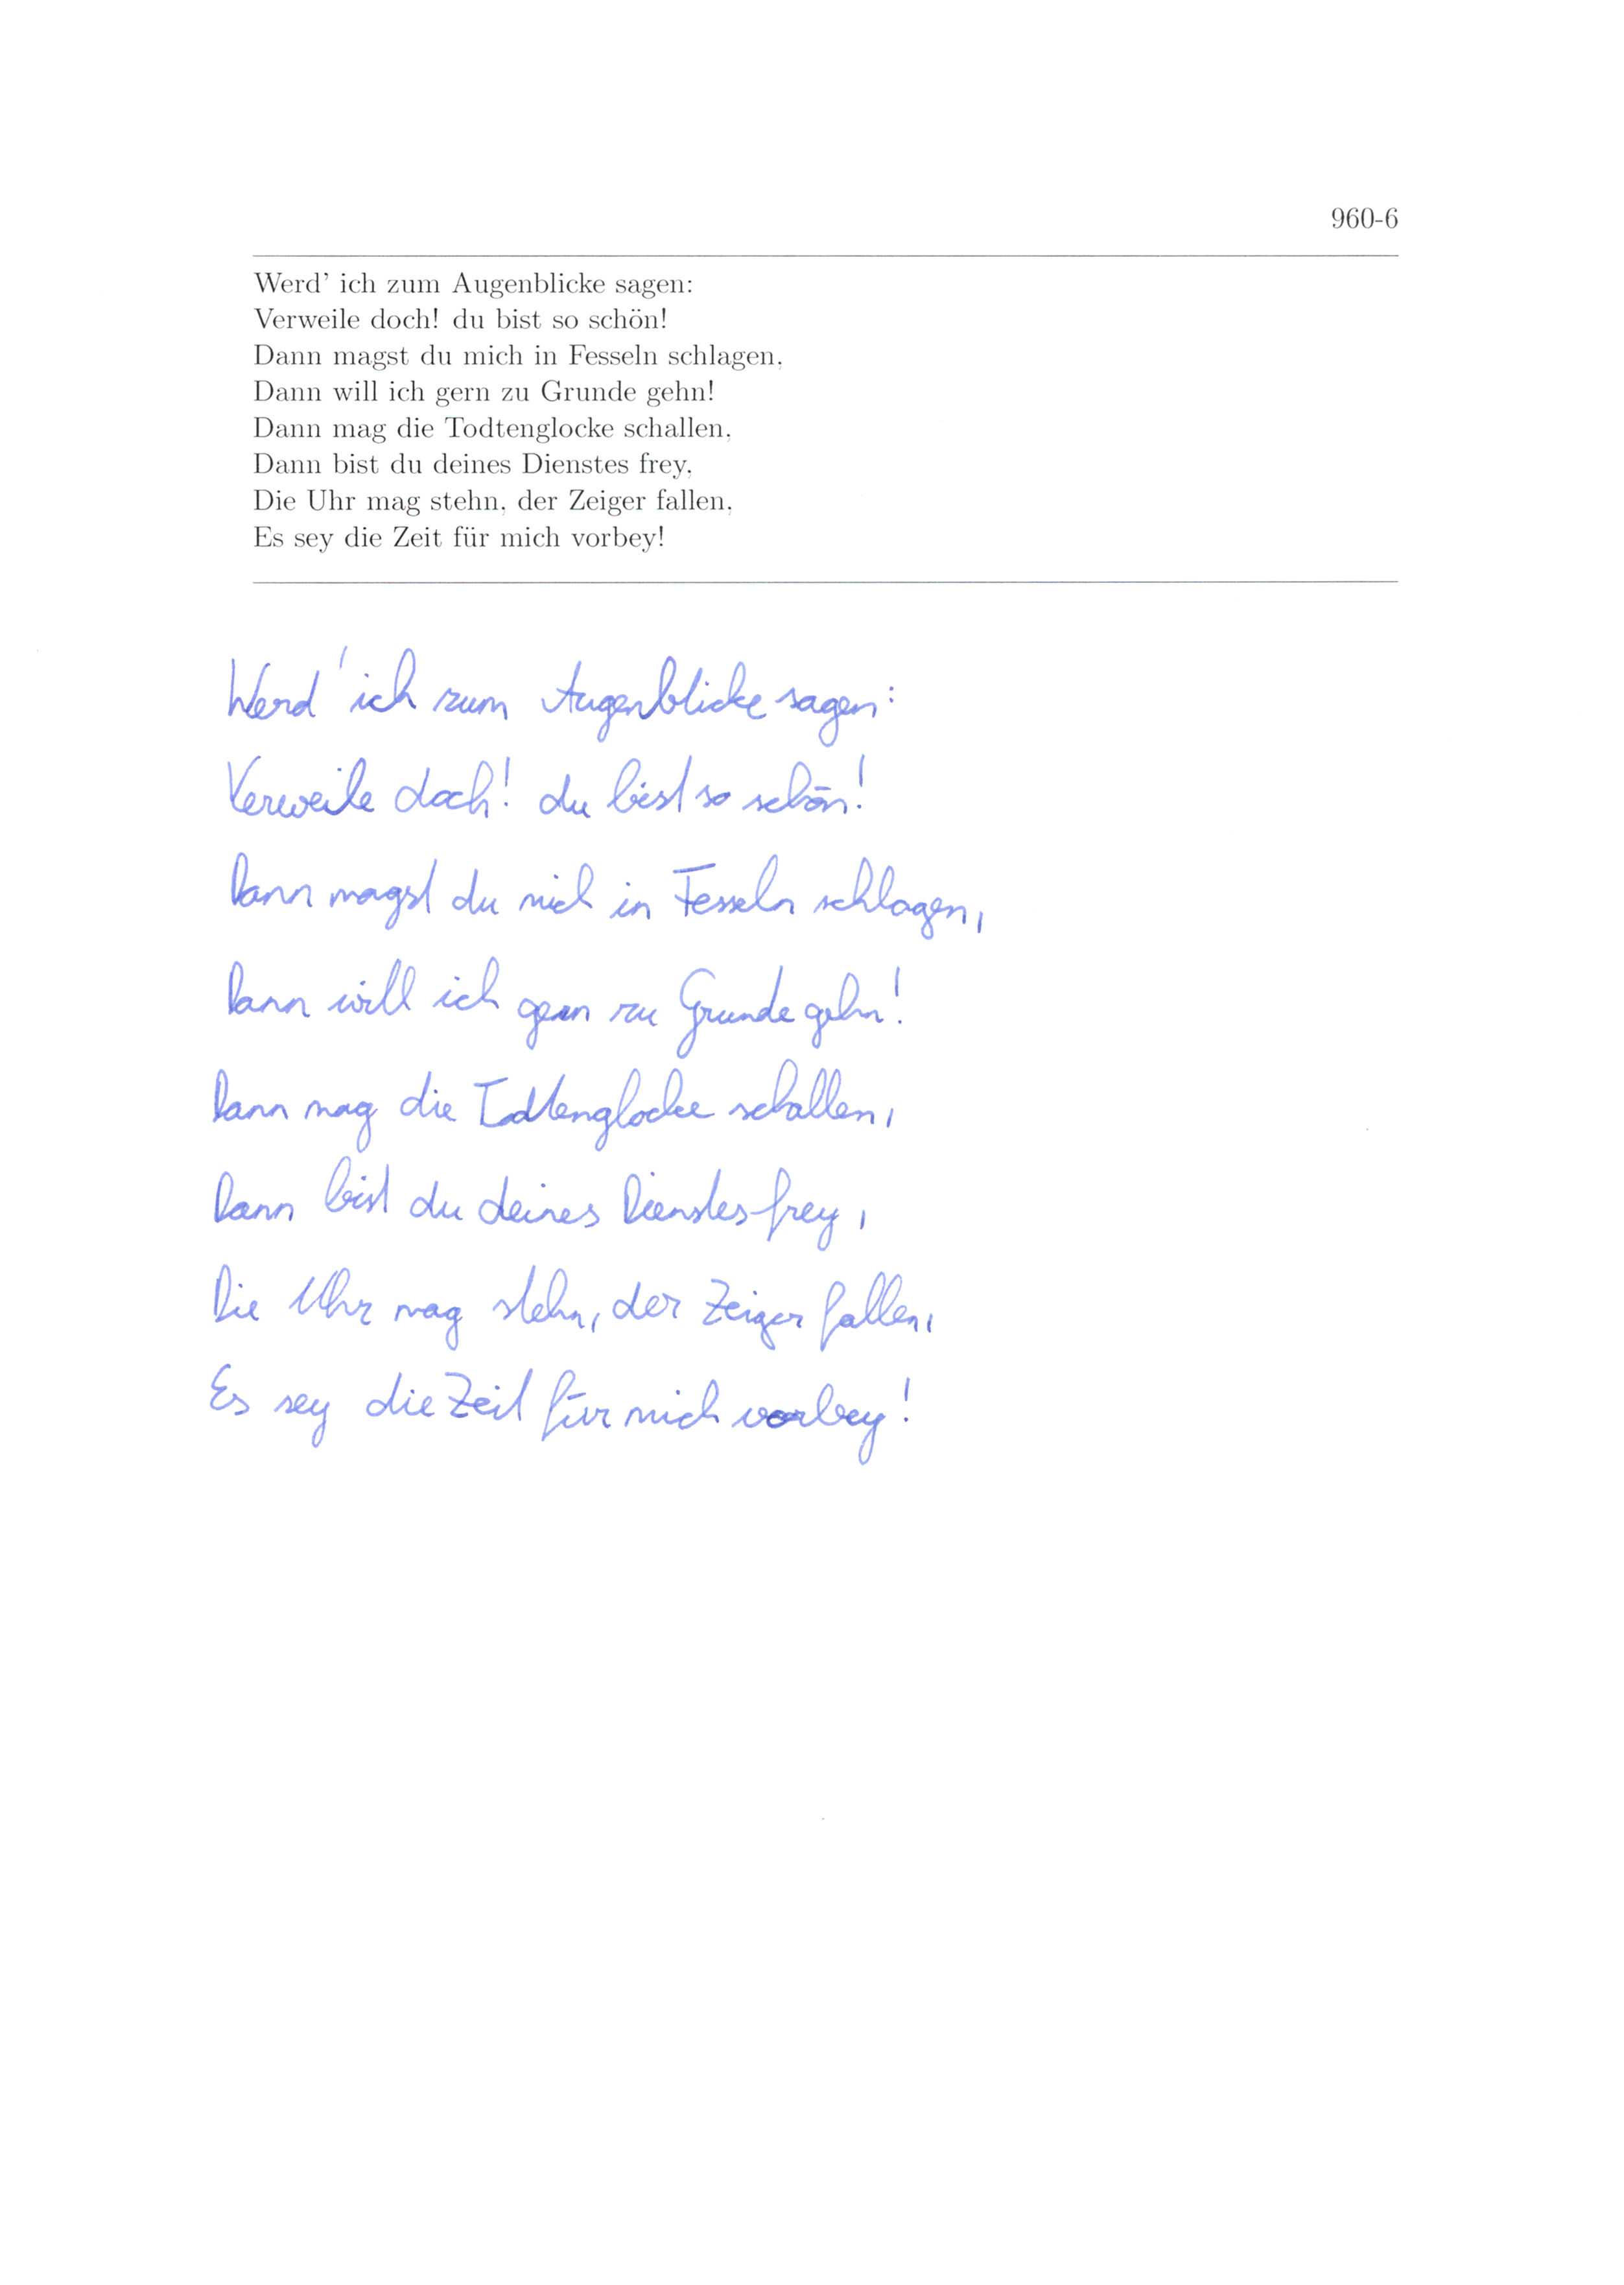 960-6
Werd' ich zum Augenblicke sagen:
Verweile doch! du bist so schön!
Dann magst du mich in Fesseln schlagen,
Dann will ich gern zu Grunde gehn!
Dann mag die Todtenglocke schallen,
Dann bist du deines Dienstes frey,
Die Uhr mag stehn, der Zeiger fallen,
Es sey die Zeit für mich vorbey!
Werd' ich zum Augenblicke sagen:
Verweile doch! du bist so schön!
Dann magst du mich in Fesseln schlagen,
Dann will ich gern zu Grunde gehn!
Dann mag die Todtenglocke schallen,
Dann bist du deines Dienstes frey,
Die Uhr mag stehn, der Zeiger fallen,
Es sey die Zeit für mich vorbey!